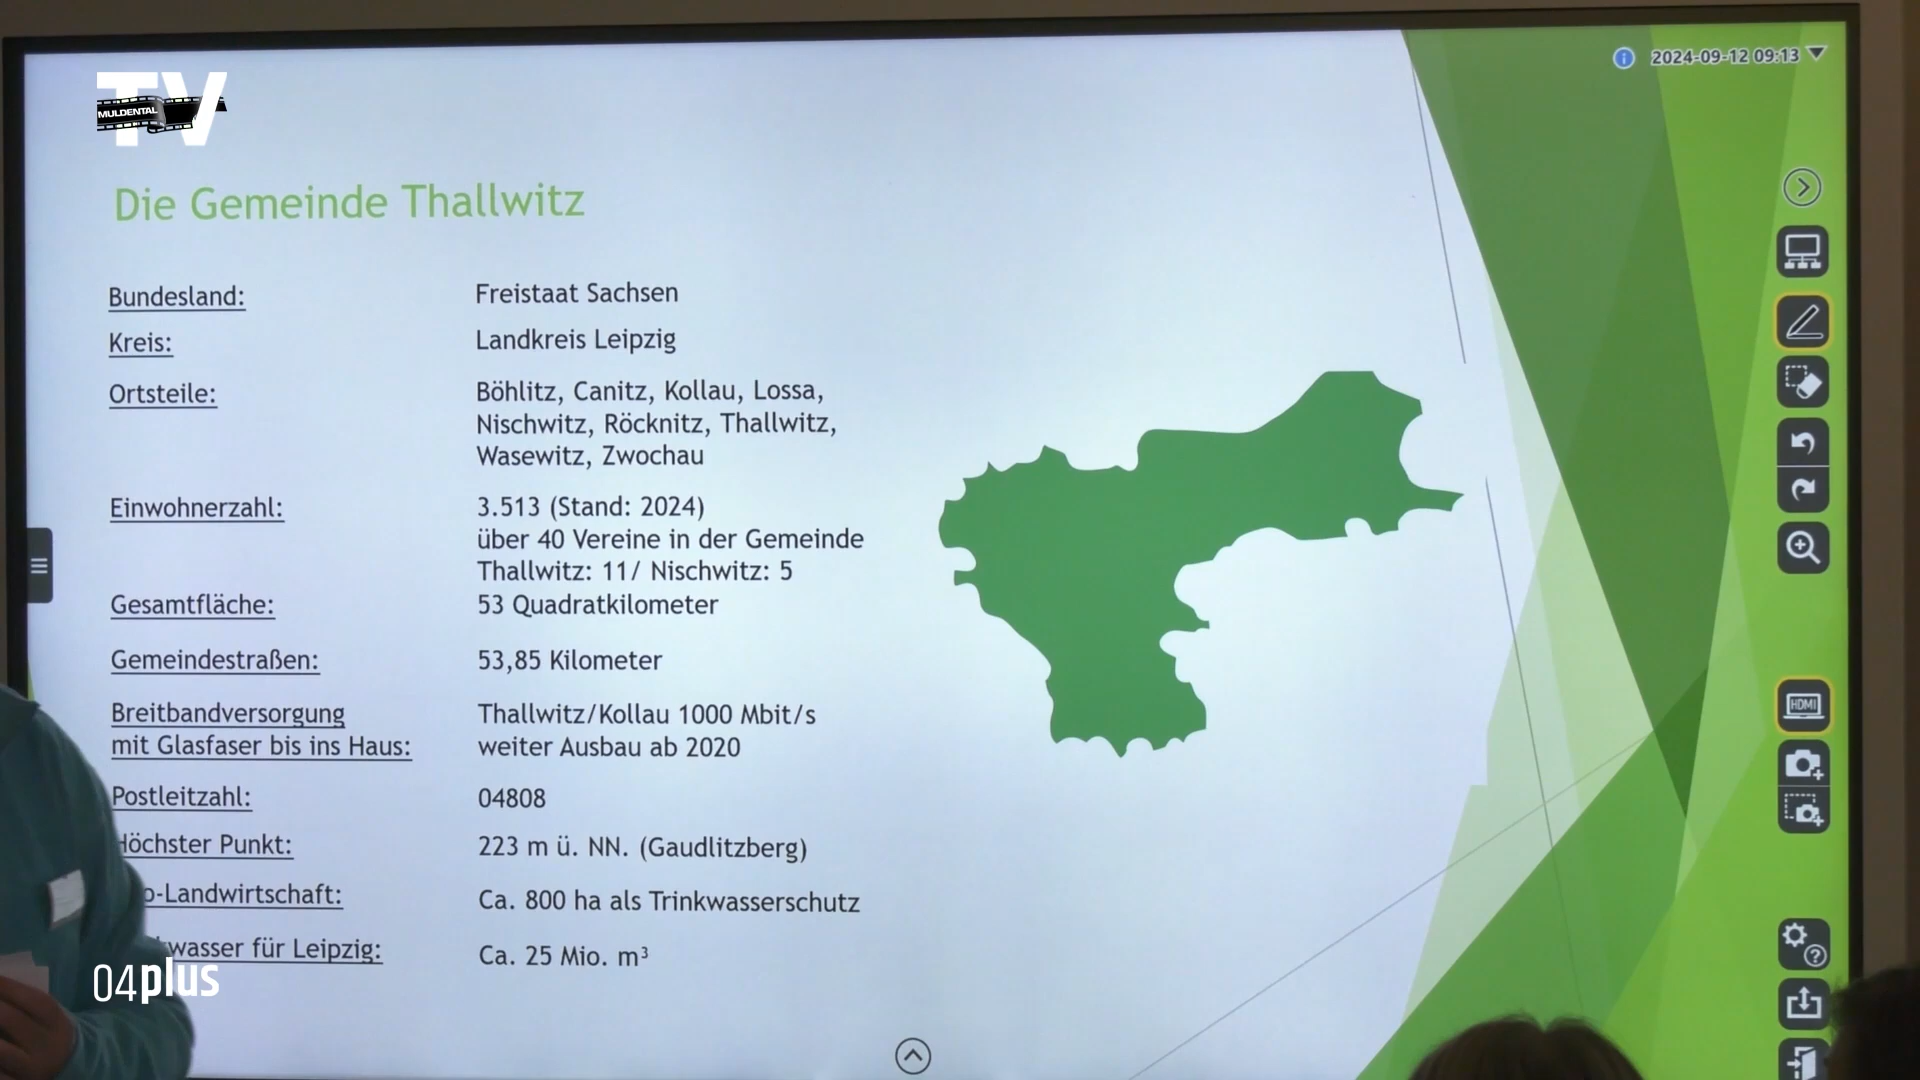 TV
MULDENTAL
2024-09-12 09:13
Die Gemeinde Thallwitz
Bundesland: Freistaat Sachsen
Kreis: Landkreis Leipzig
Ortsteile: Böhlitz, Canitz, Kollau, Lossa,
Nischwitz, Röcknitz, Thallwitz,
Wasewitz, Zwochau
Einwohnerzahl: 3.513 (Stand: 2024)
über 40 Vereine in der Gemeinde
Thallwitz: 11/ Nischwitz: 5
Gesamtfläche: 53 Quadratkilometer
Gemeindestraßen: 53,85 Kilometer
Breitbandversorgung Thallwitz/Kollau 1000 Mbit/s
mit Glasfaser bis ins Haus: weiter Ausbau ab 2020
Postleitzahl: 04808
Höchster Punkt: 223 m ü. NN. (Gaudlitzberg)
o-Landwirtschaft: Ca. 800 ha als Trinkwasserschutz
wasser für Leipzig: Ca. 25 Mio. m³
04plus
HDMI